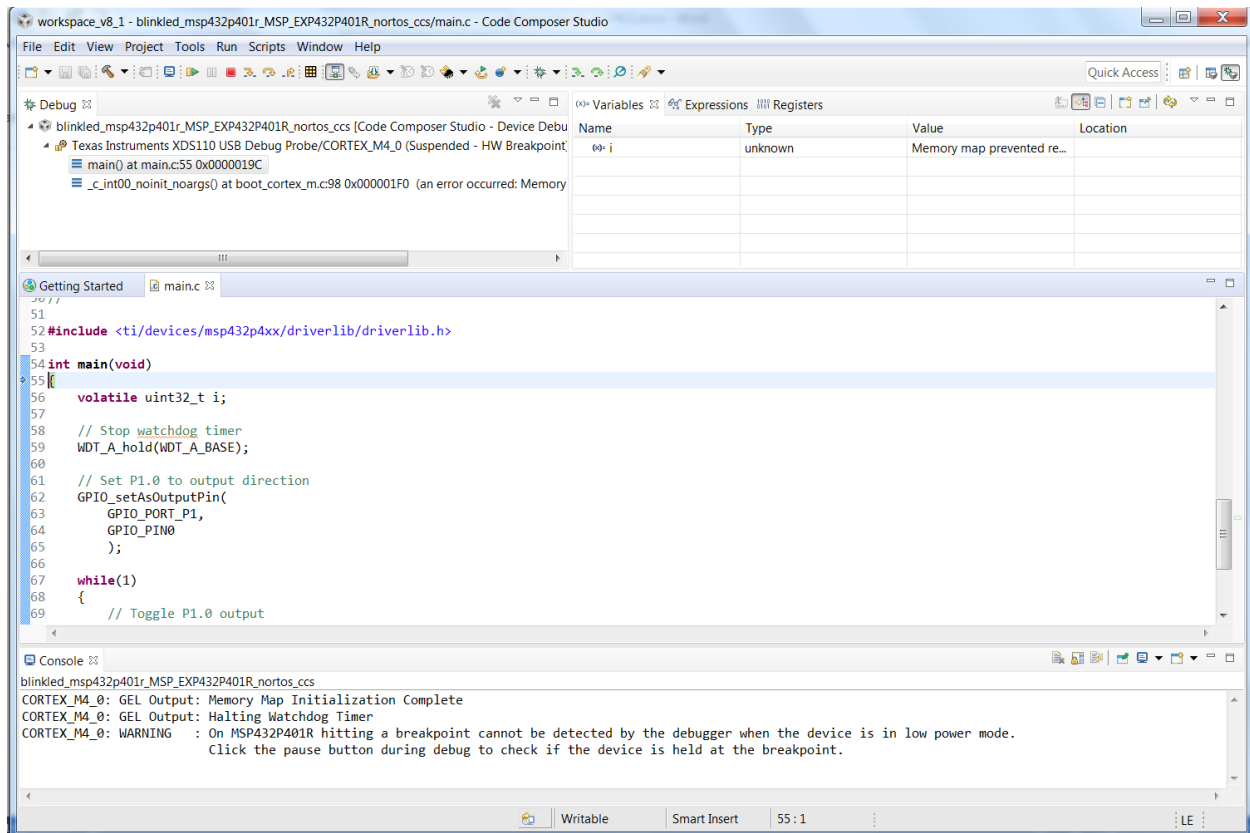 workspace_v8_1 - blinkled_msp432p401r_MSP_EXP432P401R_nortos_ccs/main.c - Code Composer Studio
File Edit View Project Tools Run Scripts Window Help
Quick Access
Debug
blinkled_msp432p401r_MSP_EXP432P401R_nortos_ccs [Code Composer Studio - Device Debu
Texas Instruments XDS110 USB Debug Probe/CORTEX_M4_0 (Suspended - HW Breakpoint)
main() at main.c:55 0x0000019C
_c_int00_noinit_noargs() at boot_cortex_m.c:98 0x000001F0 (an error occurred: Memory
(x)= Variables Expressions Registers
Name Type Value Location
(x)= i unknown Memory map prevented re...
Getting Started main.c
50 //
51
52 #include <ti/devices/msp432p4xx/driverlib/driverlib.h>
53
54 int main(void)
55 {
56 volatile uint32_t i;
57
58 // Stop watchdog timer
59 WDT_A_hold(WDT_A_BASE);
60
61 // Set P1.0 to output direction
62 GPIO_setAsOutputPin(
63 GPIO_PORT_P1,
64 GPIO_PIN0
65 );
66
67 while(1)
68 {
69 // Toggle P1.0 output
Console
blinkled_msp432p401r_MSP_EXP432P401R_nortos_ccs
CORTEX_M4_0: GEL Output: Memory Map Initialization Complete
CORTEX_M4_0: GEL Output: Halting Watchdog Timer
CORTEX_M4_0: WARNING : On MSP432P401R hitting a breakpoint cannot be detected by the debugger when the device is in low power mode.
Click the pause button during debug to check if the device is held at the breakpoint.
Writable Smart Insert 55 : 1 LE